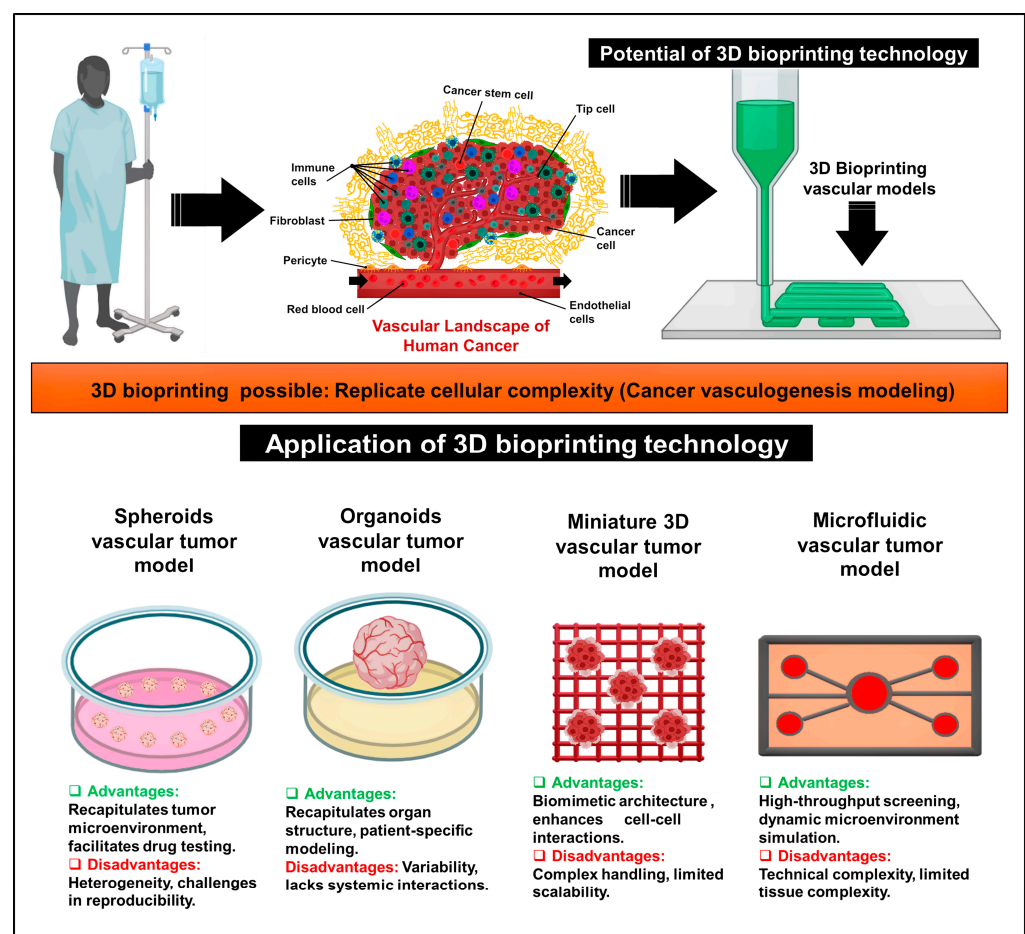 Potential of 3D bioprinting technology
Cancer stem cell
Tip cell
Immune
cells
Fibroblast
Cancer
cell
Pericyte
Red blood cell
Endothelial
cells
Vascular Landscape of
Human Cancer
3D Bioprinting
vascular models
3D bioprinting possible: Replicate cellular complexity (Cancer vasculogenesis modeling)
Application of 3D bioprinting technology
Spheroids
vascular tumor
model
❑ Advantages:
Recapitulates tumor
microenvironment,
facilitates drug testing.
❑ Disadvantages:
Heterogeneity, challenges
in reproducibility.
Organoids
vascular tumor
model
❑ Advantages:
Recapitulates organ
structure, patient-specific
modeling.
Disadvantages: Variability,
lacks systemic interactions.
Miniature 3D
vascular tumor
model
❑ Advantages:
Biomimetic architecture ,
enhances cell-cell
interactions.
❑ Disadvantages:
Complex handling, limited
scalability.
Microfluidic
vascular tumor
model
❑ Advantages:
High-throughput screening,
dynamic microenvironment
simulation.
❑ Disadvantages:
Technical complexity, limited
tissue complexity.